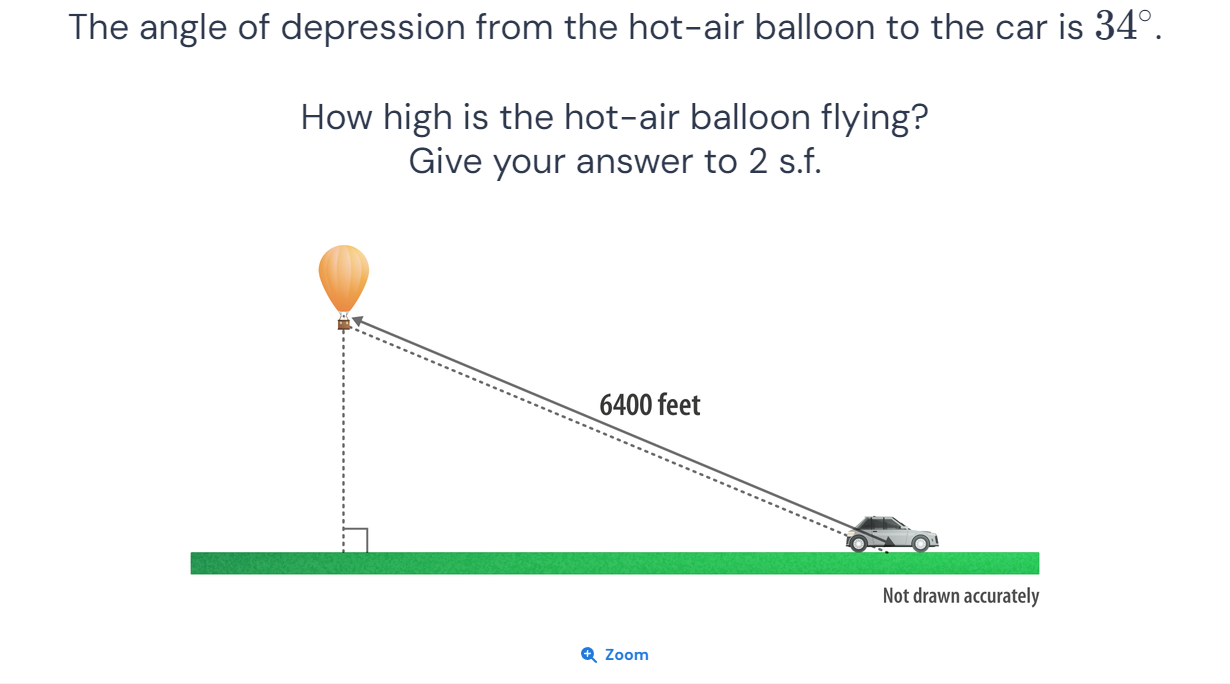 The angle of depression from the hot-air balloon to the car is 34°.
How high is the hot-air balloon flying?
Give your answer to 2 s.f.
6400 feet
Not drawn accurately
Zoom